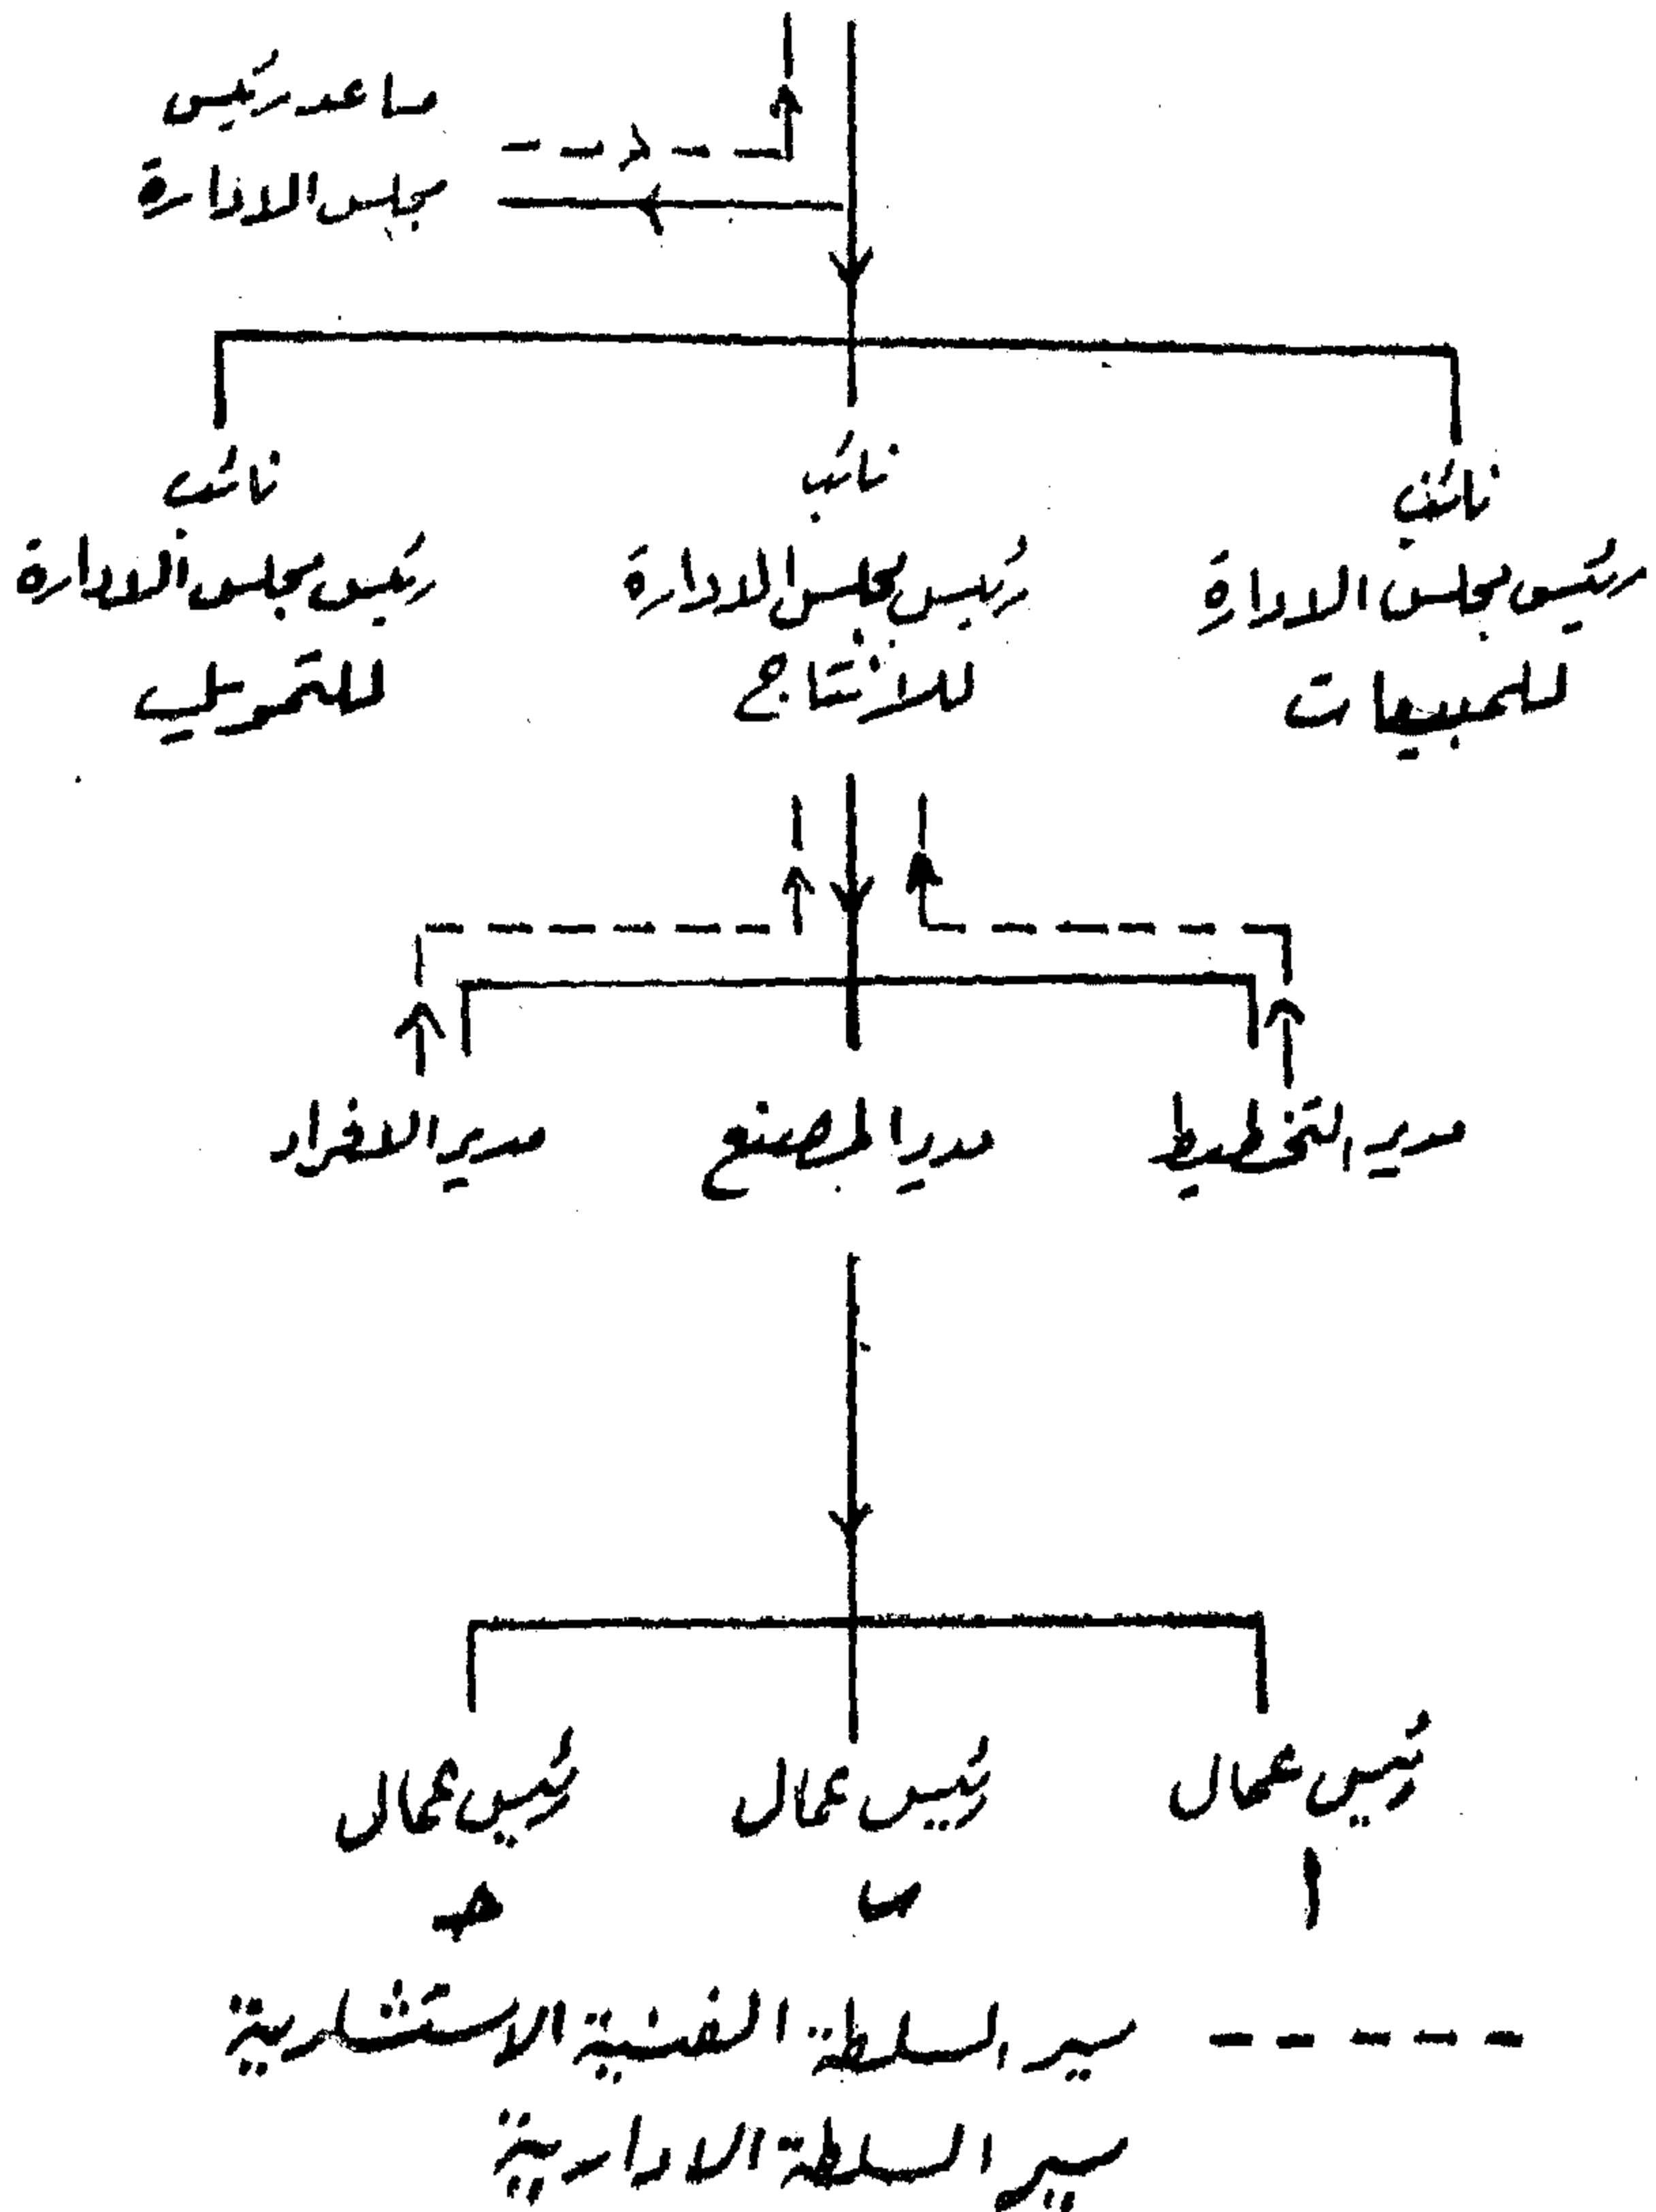 مساعد رئيس
مجلس الادارة
نائب
رئيس مجلس الادارة
للمبيعات
نائب
رئيس مجلس الادارة
للانتاج
نائب
رئيس مجلس الادارة
للتمويل
مدير التخطيط
مدير المصنع
مدير الافراد
رئيس عمال
ا
رئيس عمال
ب
رئيس عمال
جـ
سير السلطة الفنية الاستشارية
سير السلطة الادارية